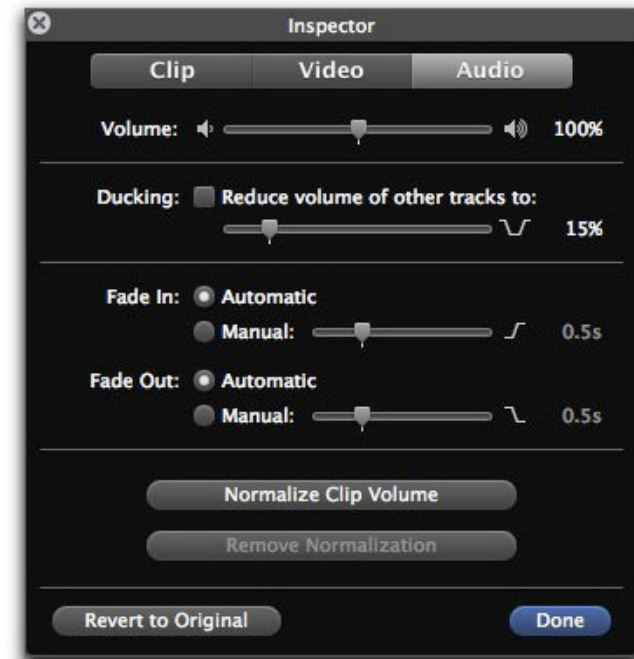 Inspector
Clip Video Audio
Volume: 100%
Ducking: Reduce volume of other tracks to:
15%
Fade In: Automatic
Manual: 0.5s
Fade Out: Automatic
Manual: 0.5s
Normalize Clip Volume
Remove Normalization
Revert to Original Done